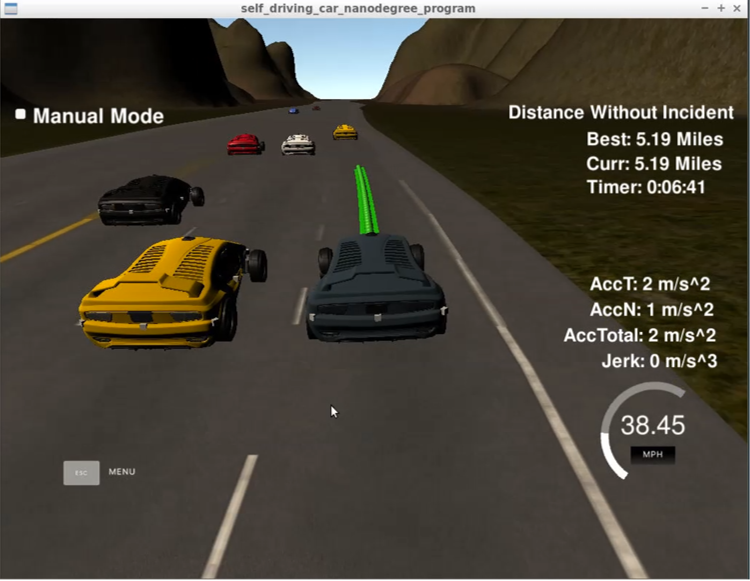 self_driving_car_nanodegree_program
Manual Mode
Distance Without Incident
Best: 5.19 Miles
Curr: 5.19 Miles
Timer: 0:06:41
AccT: 2 m/s^2
AccN: 1 m/s^2
AccTotal: 2 m/s^2
Jerk: 0 m/s^3
38.45
MPH
ESC MENU